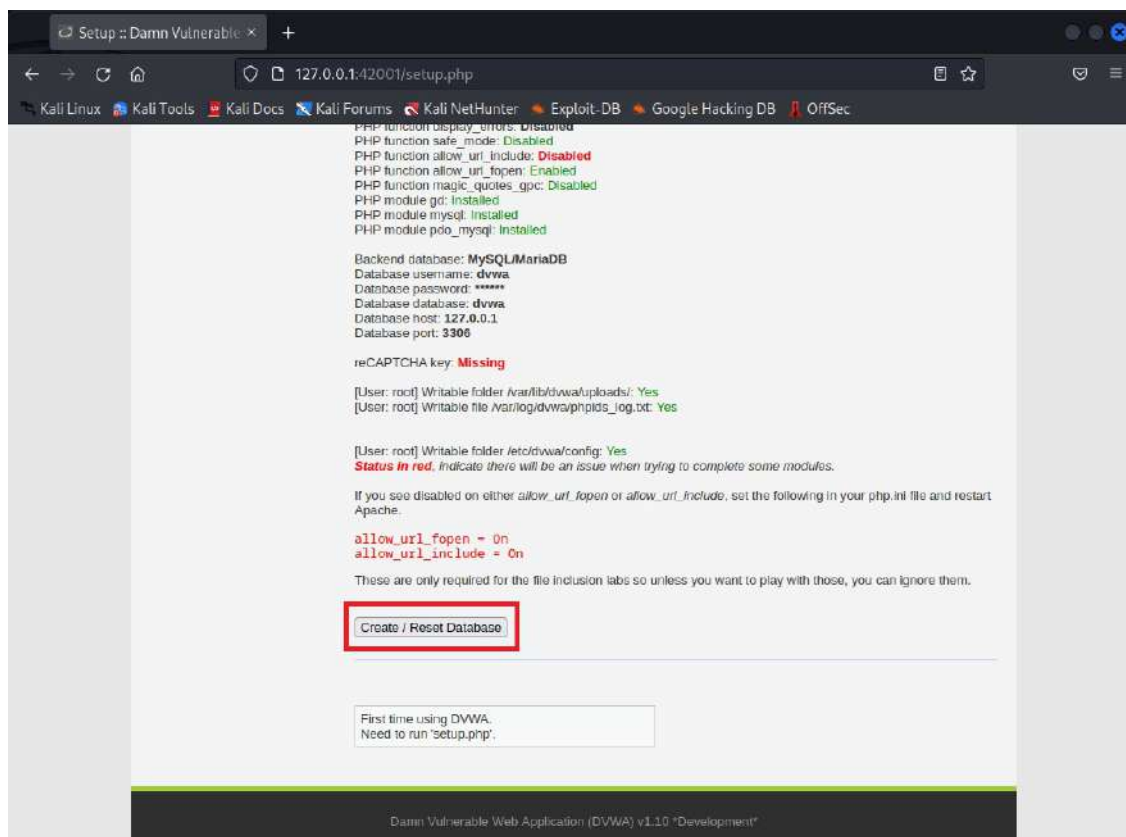 Setup :: Damn Vulnerable
127.0.0.1:42001/setup.php
Kali Linux Kali Tools Kali Docs Kali Forums Kali NetHunter Exploit-DB Google Hacking DB OffSec
PHP function display_errors: Disabled
PHP function safe_mode: Disabled
PHP function allow_url_include: Disabled
PHP function allow_url_fopen: Enabled
PHP function magic_quotes_gpc: Disabled
PHP module gd: Installed
PHP module mysql: Installed
PHP module pdo_mysql: Installed
Backend database: MySQL/MariaDB
Database username: dvwa
Database password: ******
Database database: dvwa
Database host: 127.0.0.1
Database port: 3306
reCAPTCHA key: Missing
[User: root] Writable folder /var/lib/dvwa/uploads/: Yes
[User: root] Writable file /var/log/dvwa/phpids_log.txt: Yes
[User: root] Writable folder /etc/dvwa/config: Yes
Status in red, indicate there will be an issue when trying to complete some modules.
If you see disabled on either allow_url_fopen or allow_url_include, set the following in your php.ini file and restart
Apache.
allow_url_fopen = On
allow_url_include = On
These are only required for the file inclusion labs so unless you want to play with those, you can ignore them.
Create / Reset Database
First time using DVWA.
Need to run 'setup.php'.
Damn Vulnerable Web Application (DVWA) v1.10 *Development*